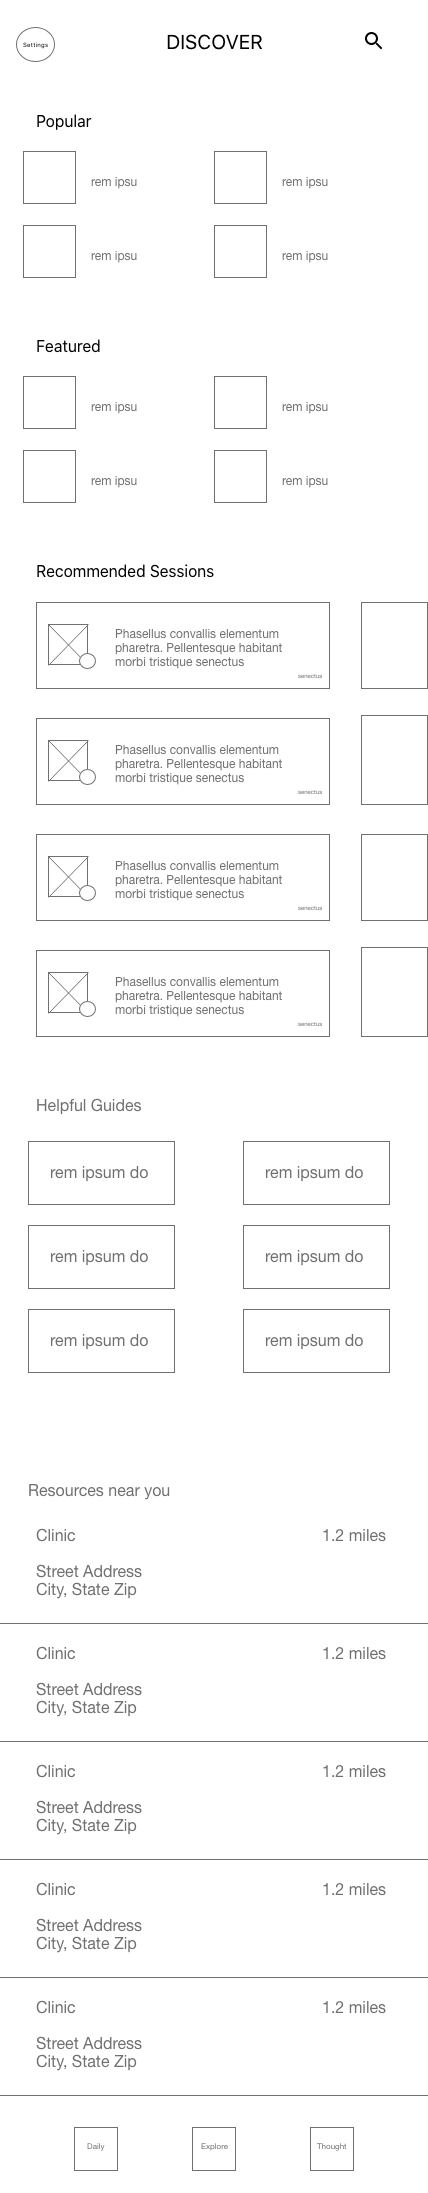 Settings
DISCOVER
Popular
rem ipsu
rem ipsu
rem ipsu
rem ipsu
Featured
rem ipsu
rem ipsu
rem ipsu
rem ipsu
Recommended Sessions
Phasellus convallis elementum
pharetra. Pellentesque habitant
morbi tristique senectus
senectus
Phasellus convallis elementum
pharetra. Pellentesque habitant
morbi tristique senectus
senectus
Phasellus convallis elementum
pharetra. Pellentesque habitant
morbi tristique senectus
senectus
Phasellus convallis elementum
pharetra. Pellentesque habitant
morbi tristique senectus
senectus
Helpful Guides
rem ipsum do
rem ipsum do
rem ipsum do
rem ipsum do
rem ipsum do
rem ipsum do
Resources near you
Clinic 1.2 miles
Street Address
City, State Zip
Clinic 1.2 miles
Street Address
City, State Zip
Clinic 1.2 miles
Street Address
City, State Zip
Clinic 1.2 miles
Street Address
City, State Zip
Clinic 1.2 miles
Street Address
City, State Zip
Daily
Explore
Thought